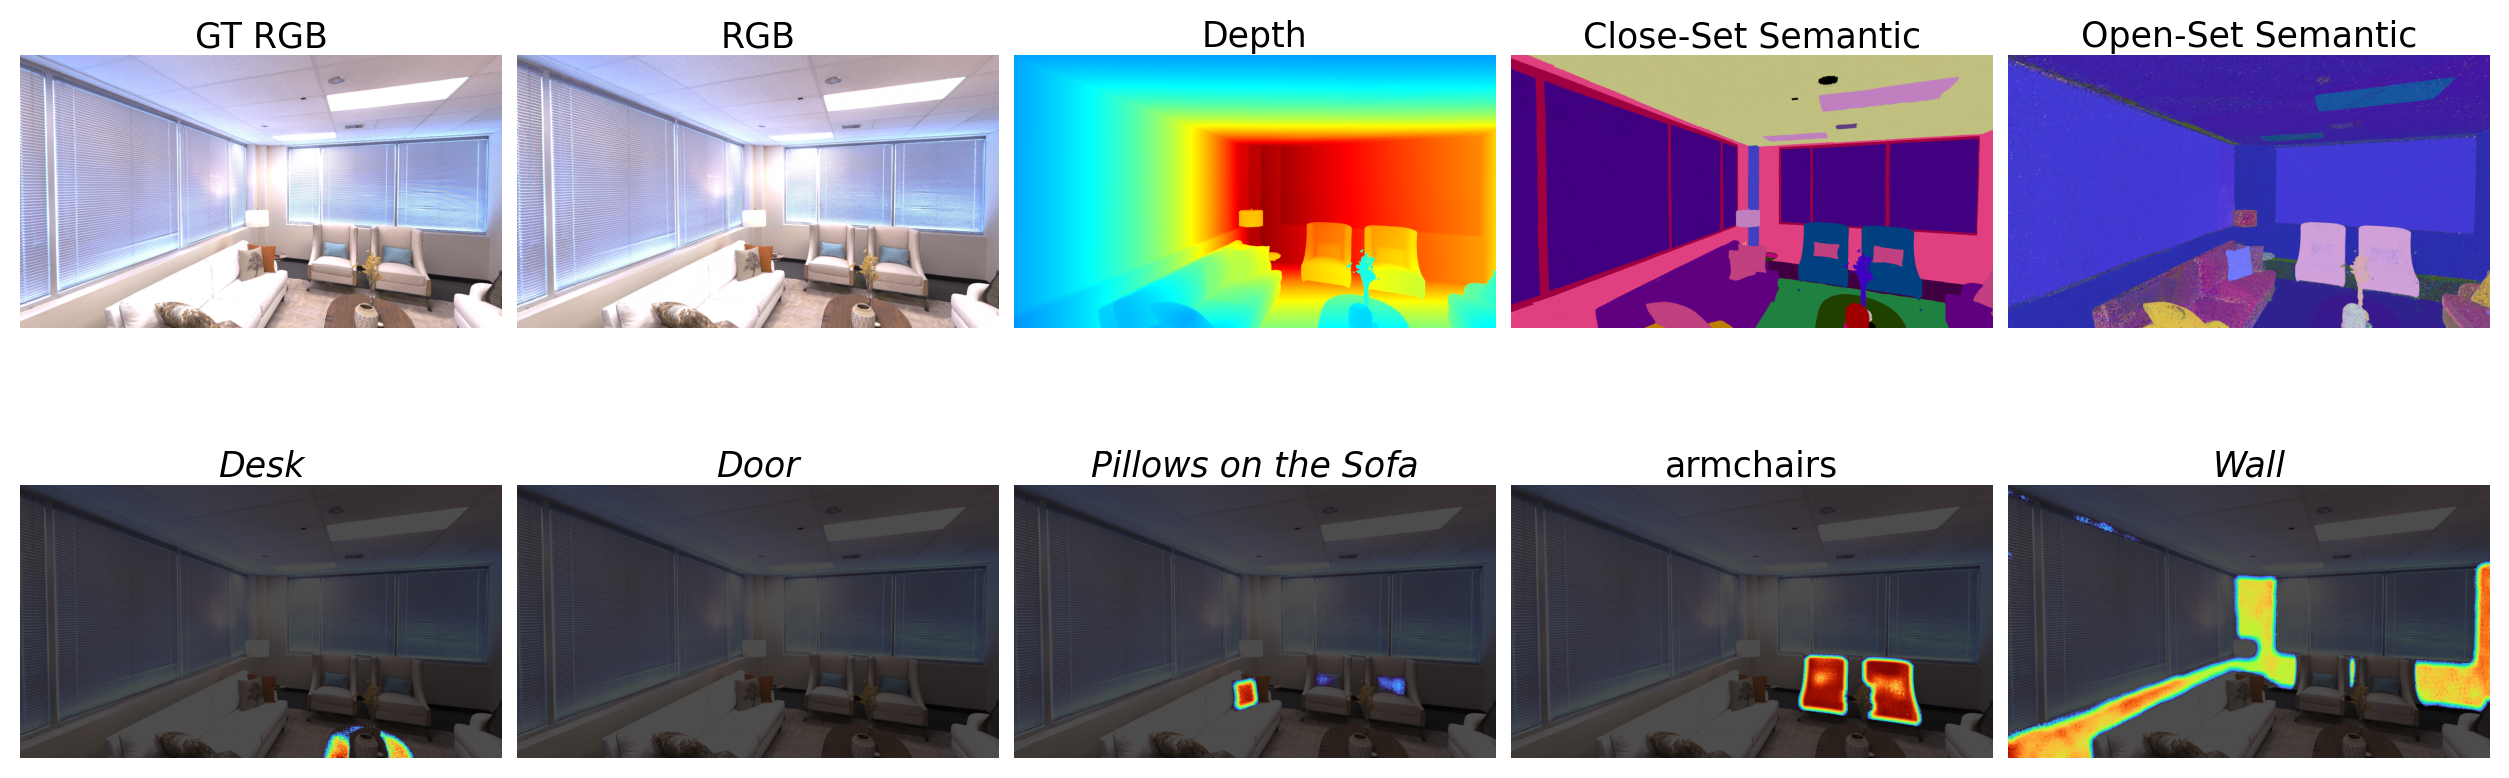 GT RGB
RGB
Depth
Close-Set Semantic
Open-Set Semantic
Desk
Door
Pillows on the Sofa
armchairs
Wall